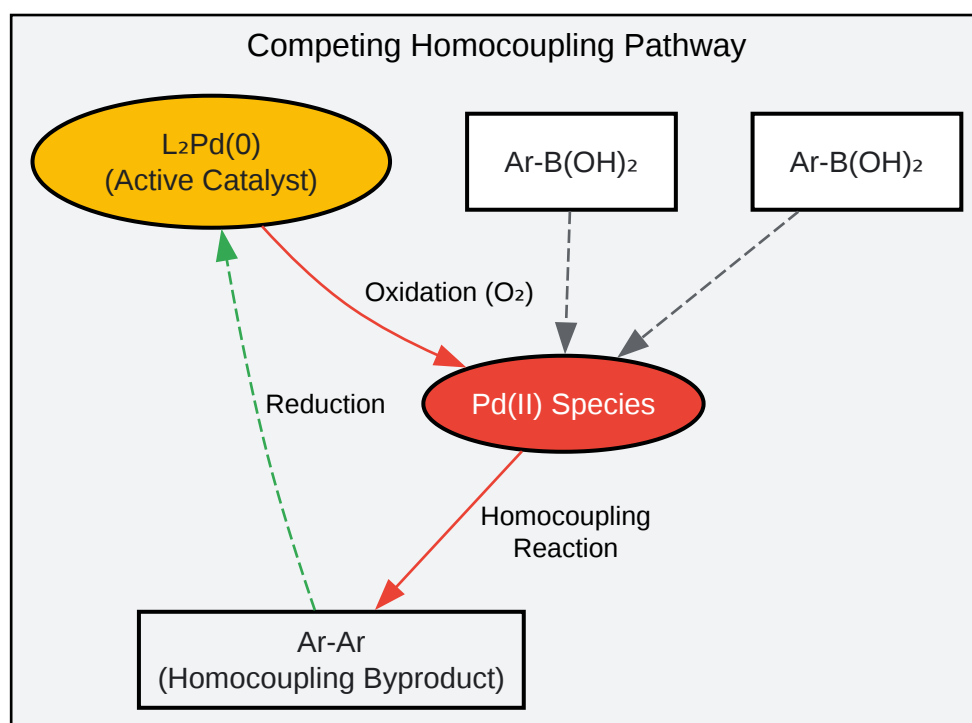 Competing Homocoupling Pathway
L₂Pd(0)
(Active Catalyst)
Ar-B(OH)₂
Ar-B(OH)₂
Oxidation (O₂)
Reduction
Pd(II) Species
Homocoupling
Reaction
Ar-Ar
(Homocoupling Byproduct)